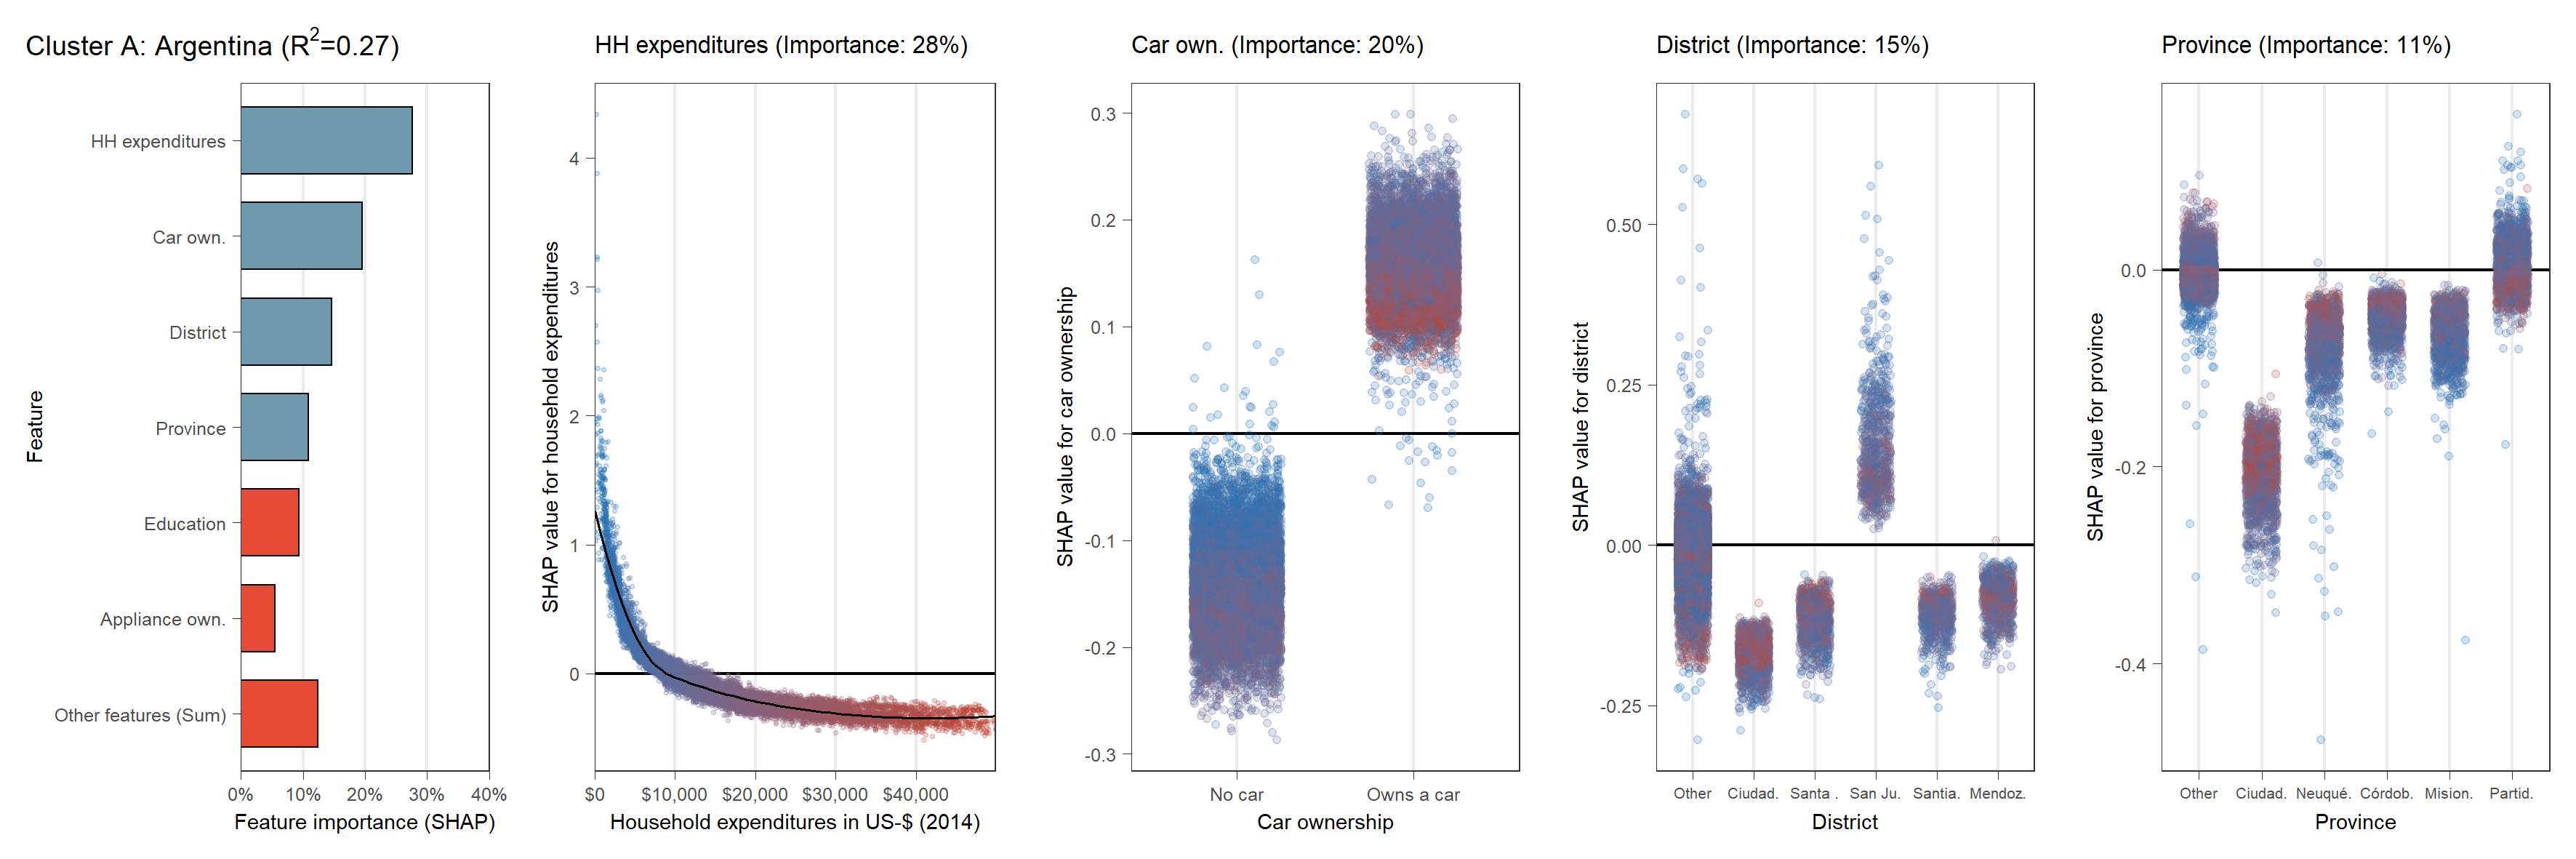 Cluster A: Argentina (R²=0.27)
Feature
HH expenditures
Car own.
District
Province
Education
Appliance own.
Other features (Sum)
0% 10% 20% 30% 40%
Feature importance (SHAP)
HH expenditures (Importance: 28%)
SHAP value for household expenditures
4
3
2
1
0
$0 $10,000 $20,000 $30,000 $40,000
Household expenditures in US-$ (2014)
Car own. (Importance: 20%)
SHAP value for car ownership
0.3
0.2
0.1
0.0
-0.1
-0.2
-0.3
No car Owns a car
Car ownership
District (Importance: 15%)
SHAP value for district
0.50
0.25
0.00
-0.25
Other Ciudad. Santa . San Ju. Santia. Mendoz.
District
Province (Importance: 11%)
SHAP value for province
0.0
-0.2
-0.4
Other Ciudad. Neuqué. Córdob. Mision. Partid.
Province